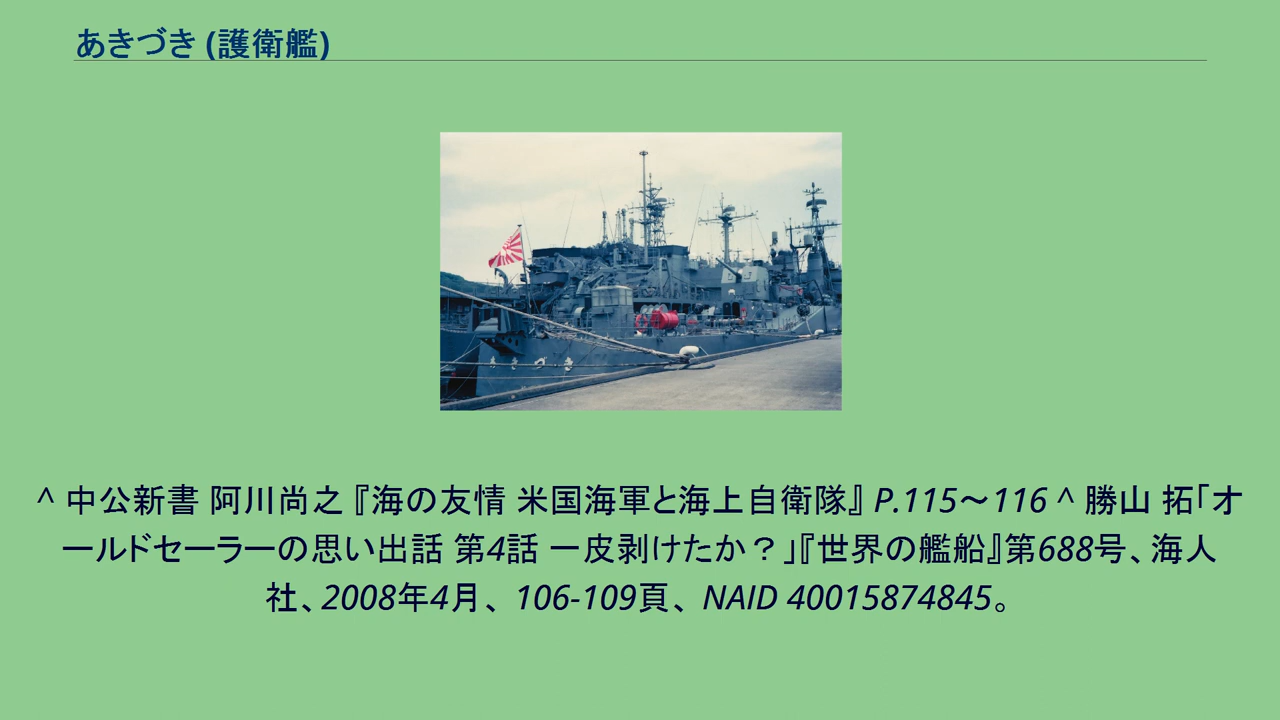 あきづき (護衛艦)
あきづき
^ 中公新書 阿川尚之『海の友情 米国海軍と海上自衛隊』P.115〜116 ^ 勝山 拓「オ
ールドセーラーの思い出話 第4話 一皮剥けたか？」『世界の艦船』第688号、海人
社、2008年4月、 106-109頁、 NAID 40015874845。